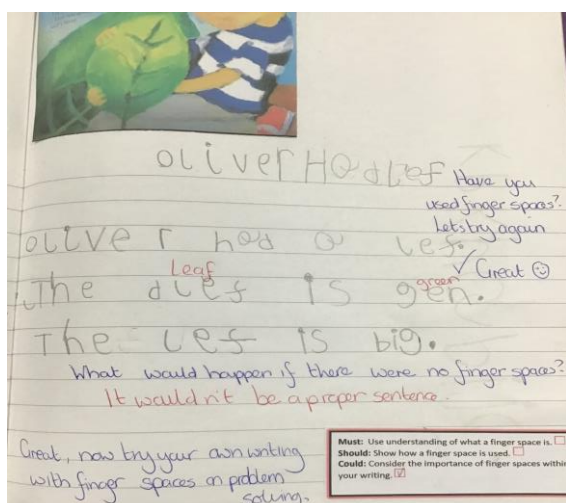 OLiverHadLef
Have you
used finger spaces?
Lets try again
oLiVe r had a Lef.
✓ Great ☺
Leaf
green
The dLef is gen.
The Lef is big.
What would happen if there were no finger spaces?
It wouldn't be a proper sentence.
Great, now try your own writing
with finger spaces on problem
solving.
Must: Use understanding of what a finger space is. ☐
Should: Show how a finger space is used. ☐
Could: Consider the importance of finger spaces within
your writing. ☑